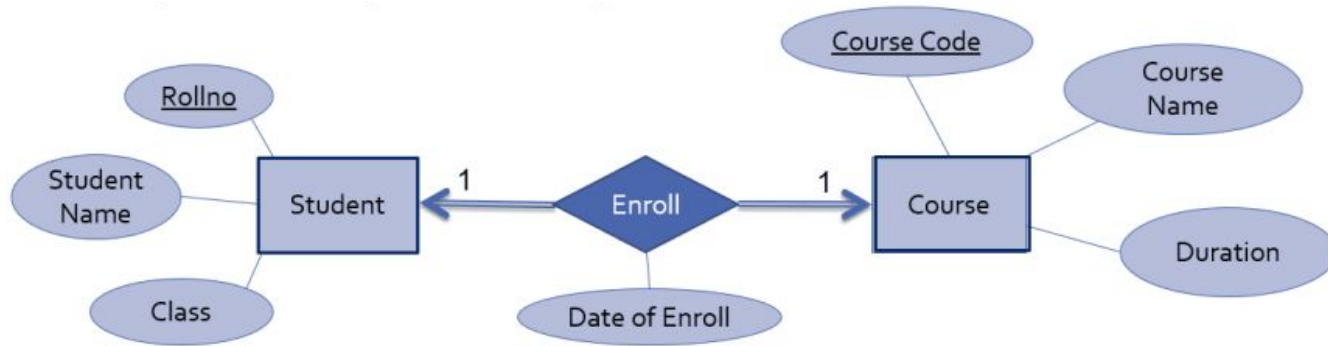 Course Code
Course
Name
Rollno
Student
Name
Student
1
Enroll
1
Course
Duration
Class
Date of Enroll